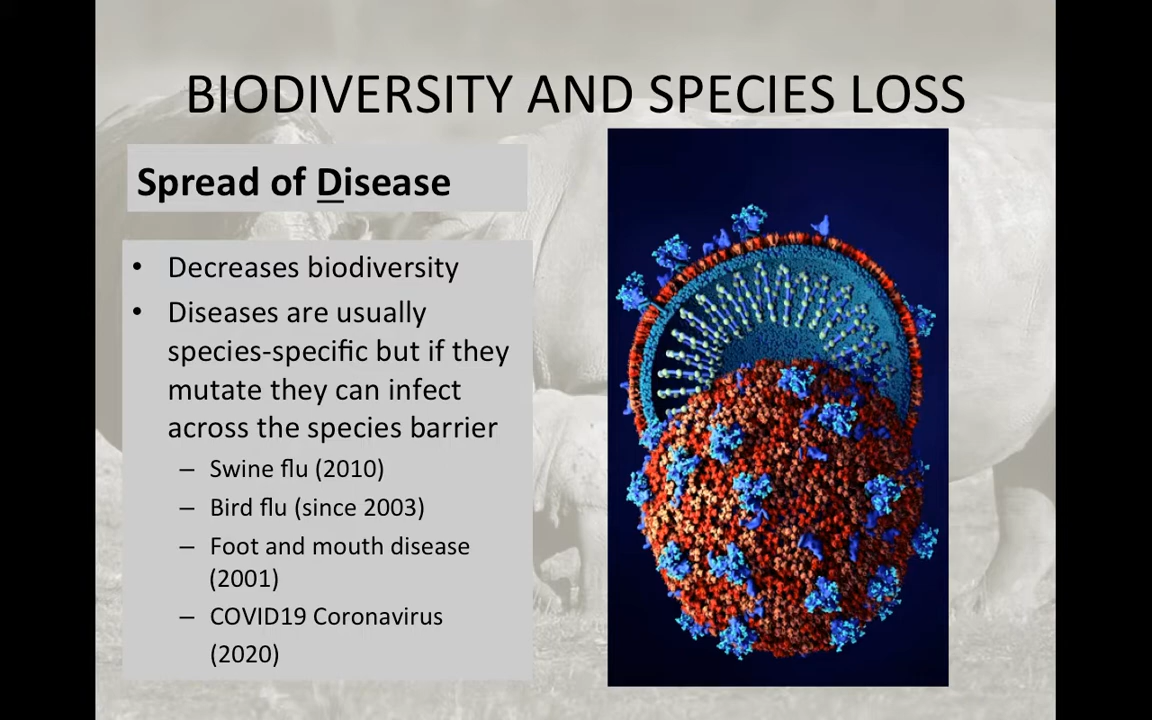 BIODIVERSITY AND SPECIES LOSS
Spread of Disease
• Decreases biodiversity
• Diseases are usually
species-specific but if they
mutate they can infect
across the species barrier
– Swine flu (2010)
– Bird flu (since 2003)
– Foot and mouth disease
(2001)
– COVID19 Coronavirus
(2020)